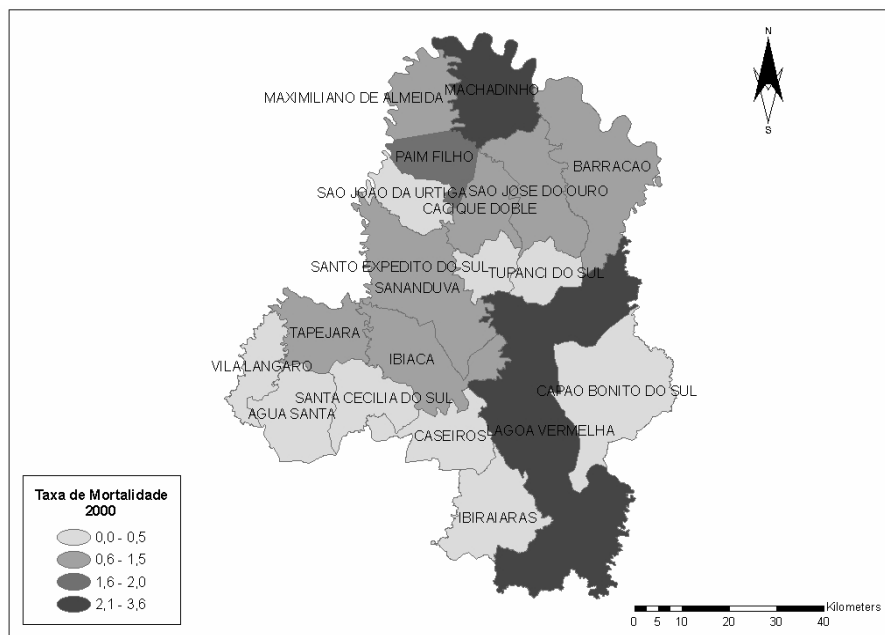 N
S
MAXIMILIANO DE ALMEIDA
MACHADINHO
PAIM FILHO
BARRACAO
SAO JOAO DA URTIGA
SAO JOSE DO OURO
CACIQUE DOBLE
SANTO EXPEDITO DO SUL
TUPANCI DO SUL
SANANDUVA
TAPEJARA
IBIACA
VILA LANGARO
CAPAO BONITO DO SUL
SANTA CECILIA DO SUL
AGUA SANTA
CASEIROS
LAGOA VERMELHA
IBIRAIARAS
Taxa de Mortalidade
2000
0,0 - 0,5
0,6 - 1,5
1,6 - 2,0
2,1 - 3,6
Kilometers
0 5 10 20 30 40